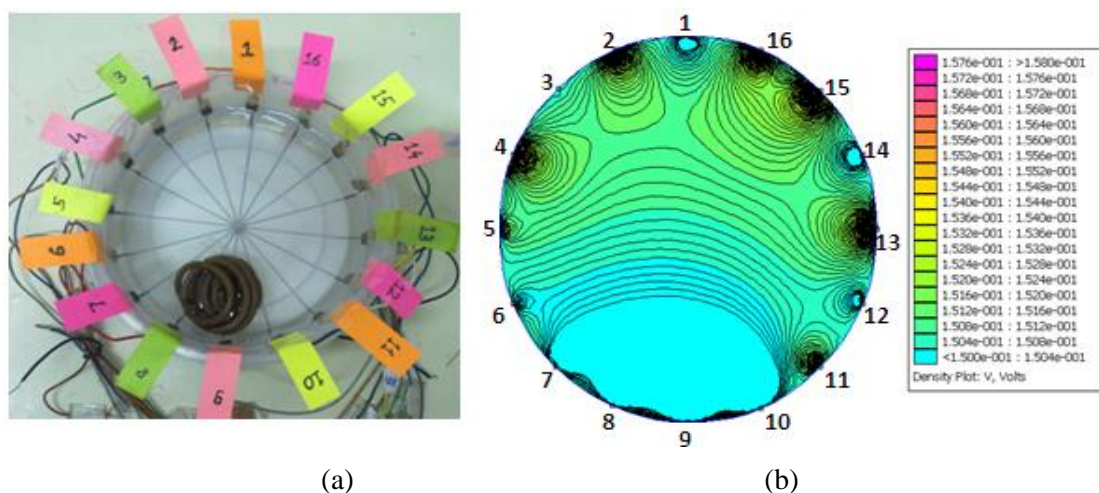 1
2
16
3
15
4
14
5
13
6
12
7
11
8
10
9
1
2
16
3
15
4
14
5
13
6
12
7
11
8
10
9
1.576e-001 : >1.580e-001
1.572e-001 : 1.576e-001
1.568e-001 : 1.572e-001
1.564e-001 : 1.568e-001
1.560e-001 : 1.564e-001
1.556e-001 : 1.560e-001
1.552e-001 : 1.556e-001
1.548e-001 : 1.552e-001
1.544e-001 : 1.548e-001
1.540e-001 : 1.544e-001
1.536e-001 : 1.540e-001
1.532e-001 : 1.536e-001
1.528e-001 : 1.532e-001
1.524e-001 : 1.528e-001
1.520e-001 : 1.524e-001
1.516e-001 : 1.520e-001
1.512e-001 : 1.516e-001
1.508e-001 : 1.512e-001
1.504e-001 : 1.508e-001
<1.500e-001 : 1.504e-001
Density Plot: V, Volts
(a)
(b)